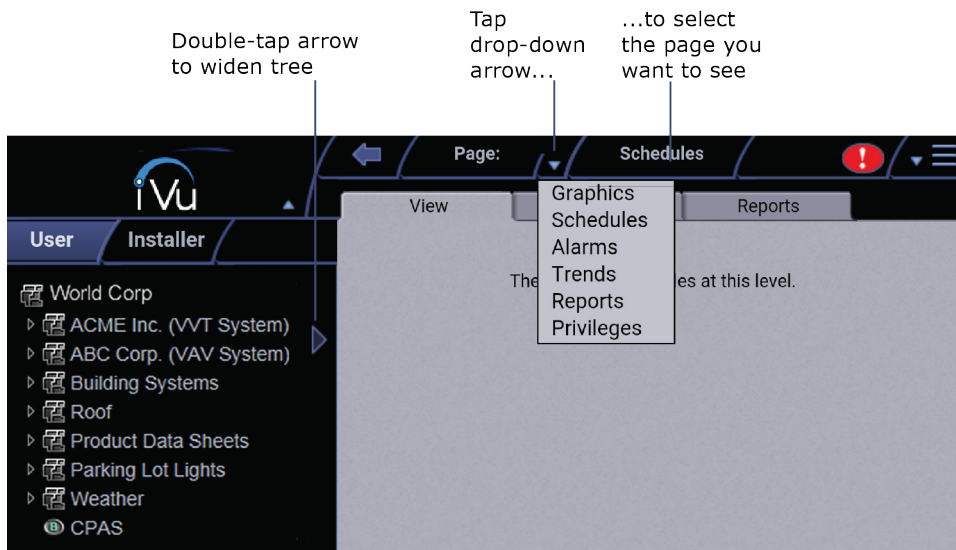 Double-tap arrow
to widen tree
Tap
drop-down
arrow...
...to select
the page you
want to see
iVu
Page:
Schedules
!
User
Installer
View
Reports
Graphics
Schedules
Alarms
Trends
Reports
Privileges
The
les at this level.
World Corp
ACME Inc. (VVT System)
ABC Corp. (VAV System)
Building Systems
Roof
Product Data Sheets
Parking Lot Lights
Weather
B CPAS